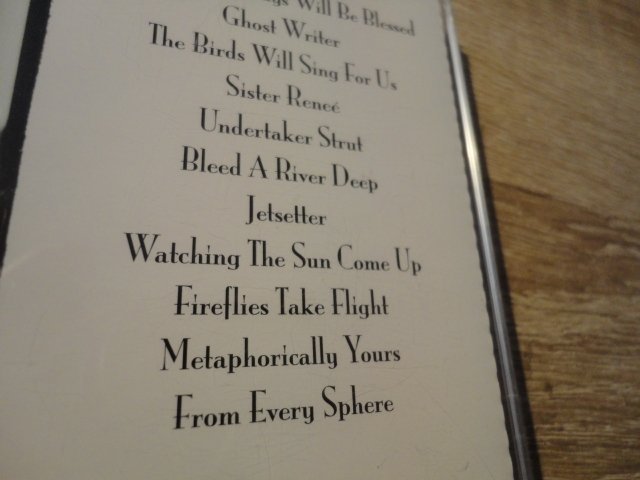 Will Be Blessed
Ghost Writer
The Birds Will Sing For Us
Sister Reneé
Undertaker Strut
Bleed A River Deep
Jetsetter
Watching The Sun Come Up
Fireflies Take Flight
Metaphorically Yours
From Every Sphere